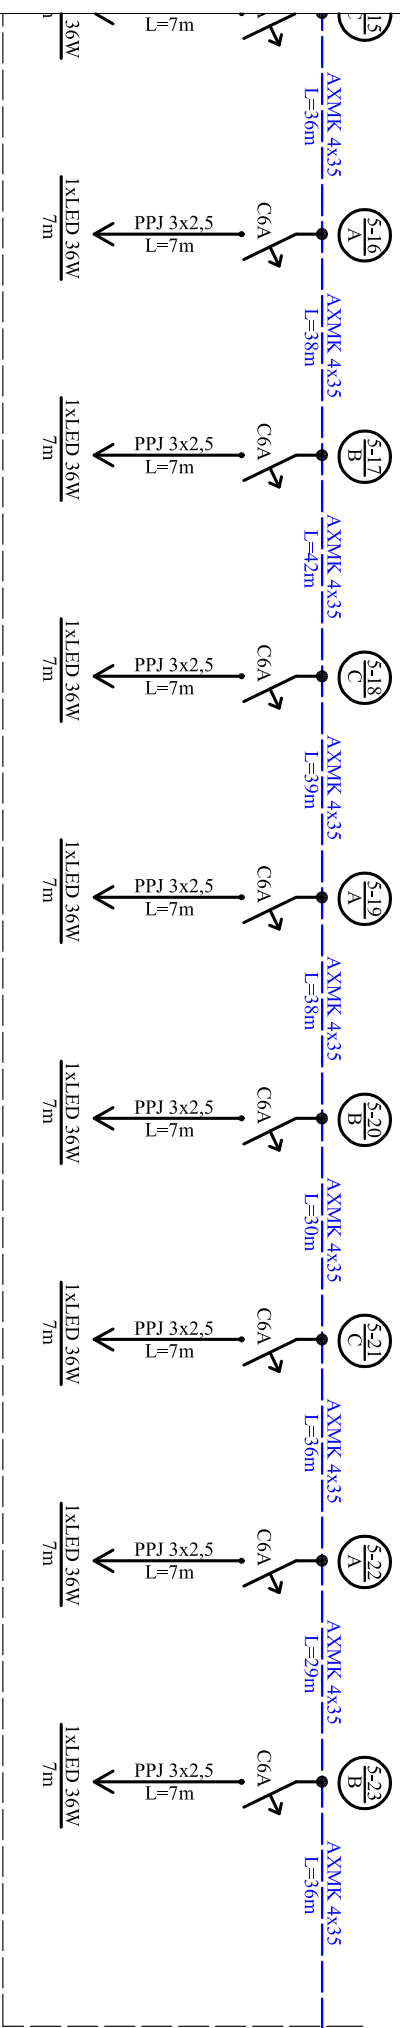 15
C
36W
L=7m
AXMK 4x35
L=36m
5-16
A
C6A
PPJ 3x2,5
L=7m
1xLED 36W
7m
AXMK 4x35
L=38m
5-17
B
C6A
PPJ 3x2,5
L=7m
1xLED 36W
7m
AXMK 4x35
L=42m
5-18
C
C6A
PPJ 3x2,5
L=7m
1xLED 36W
7m
AXMK 4x35
L=39m
5-19
A
C6A
PPJ 3x2,5
L=7m
1xLED 36W
7m
AXMK 4x35
L=38m
5-20
B
C6A
PPJ 3x2,5
L=7m
1xLED 36W
7m
AXMK 4x35
L=30m
5-21
C
C6A
PPJ 3x2,5
L=7m
1xLED 36W
7m
AXMK 4x35
L=36m
5-22
A
C6A
PPJ 3x2,5
L=7m
1xLED 36W
7m
AXMK 4x35
L=29m
5-23
B
C6A
PPJ 3x2,5
L=7m
1xLED 36W
7m
AXMK 4x35
L=36m